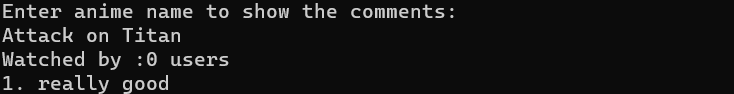 Enter anime name to show the comments:
Attack on Titan
Watched by :0 users
1. really good